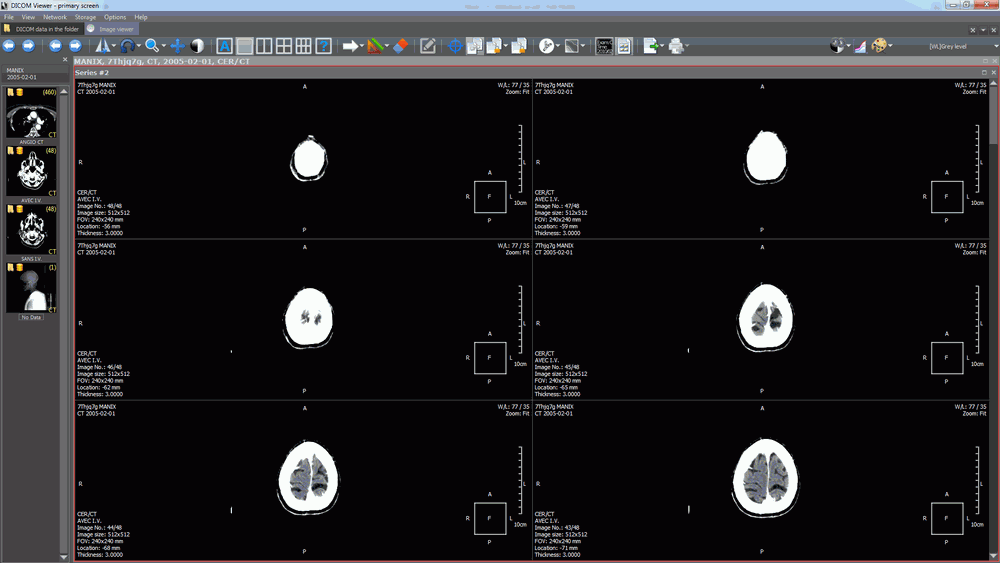 DICOM Viewer - primary screen
File View Network Storage Options Help
DICOM data in the folder Image viewer
[WL]Grey level
MANIX
2005-02-01
(460)
CT
ANGIO CT
(48)
CT
AVEC I.V.
(48)
CT
SANS I.V.
(1)
CT
No Data
MANIX, 7Thjq7g, CT, 2005-02-01, CER/CT
Series #2
7Thjq7g MANIX
CT 2005-02-01
A
W/L: 77 / 35
Zoom: Fit
R
L
A
R F L
P
10cm
CER/CT
AVEC I.V.
Image No.: 48/48
Image size: 512x512
FOV: 240x240 mm
Location: -56 mm
Thickness: 3.0000
P
7Thjq7g MANIX
CT 2005-02-01
A
W/L: 77 / 35
Zoom: Fit
R
L
A
R F L
P
10cm
CER/CT
AVEC I.V.
Image No.: 47/48
Image size: 512x512
FOV: 240x240 mm
Location: -59 mm
Thickness: 3.0000
P
7Thjq7g MANIX
CT 2005-02-01
A
W/L: 77 / 35
Zoom: Fit
R
L
A
R F L
P
10cm
CER/CT
AVEC I.V.
Image No.: 46/48
Image size: 512x512
FOV: 240x240 mm
Location: -62 mm
Thickness: 3.0000
P
7Thjq7g MANIX
CT 2005-02-01
A
W/L: 77 / 35
Zoom: Fit
R
L
A
R F L
P
10cm
CER/CT
AVEC I.V.
Image No.: 45/48
Image size: 512x512
FOV: 240x240 mm
Location: -65 mm
Thickness: 3.0000
P
7Thjq7g MANIX
CT 2005-02-01
A
W/L: 77 / 35
Zoom: Fit
R
L
A
R F L
P
10cm
CER/CT
AVEC I.V.
Image No.: 44/48
Image size: 512x512
FOV: 240x240 mm
Location: -68 mm
Thickness: 3.0000
P
7Thjq7g MANIX
CT 2005-02-01
A
W/L: 77 / 35
Zoom: Fit
R
L
A
R F L
P
10cm
CER/CT
AVEC I.V.
Image No.: 43/48
Image size: 512x512
FOV: 240x240 mm
Location: -71 mm
Thickness: 3.0000
P